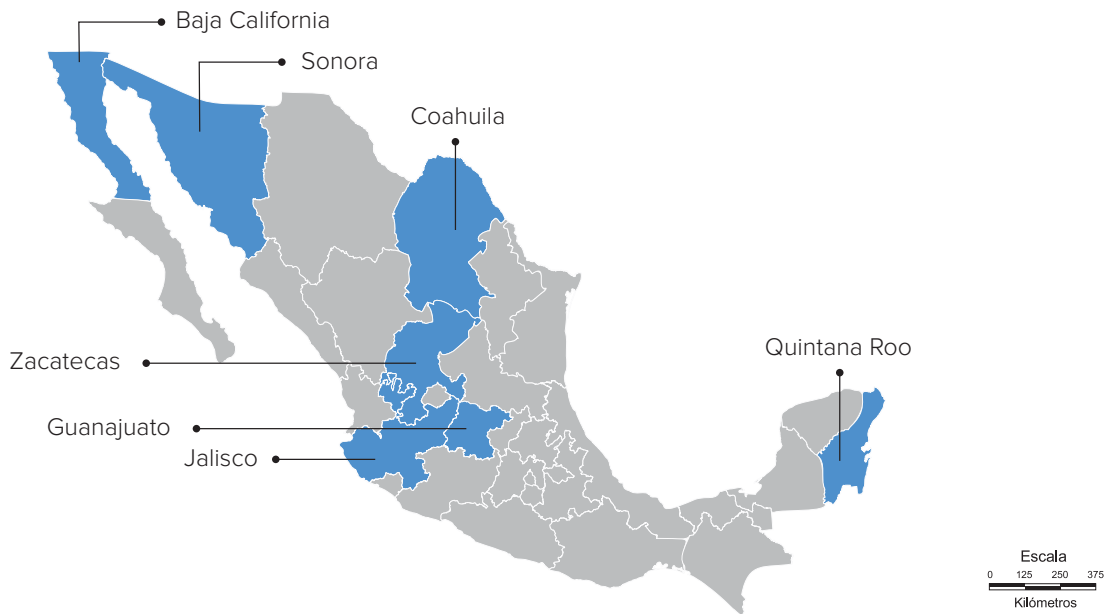 Baja California
Sonora
Coahuila
Zacatecas
Quintana Roo
Guanajuato
Jalisco
Escala
0 125 250 375
Kilómetros